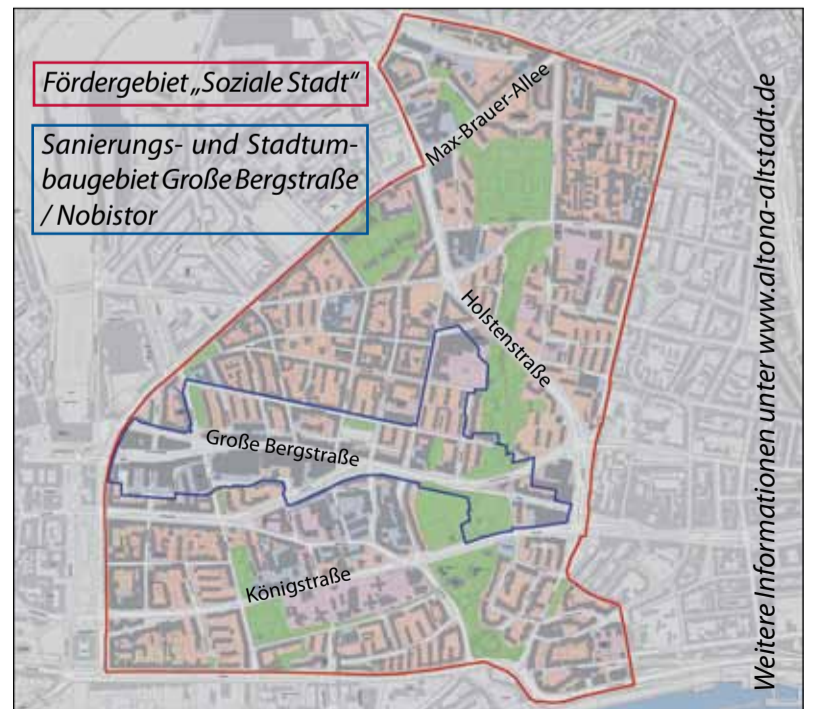 Fördergebiet „Soziale Stadt“
Sanierungs- und Stadtum-
baugebiet Große Bergstraße
/ Nobistor
Max-Brauer-Allee
Holstenstraße
Große Bergstraße
Königstraße
Weitere Informationen unter www.altona-altstadt.de